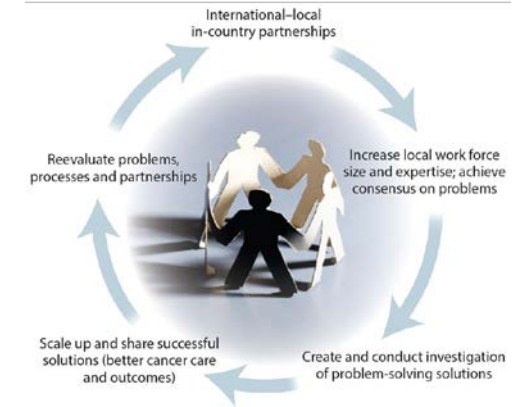 International–local
in-country partnerships
Increase local work force
size and expertise; achieve
consensus on problems
Create and conduct investigation
of problem-solving solutions
Scale up and share successful
solutions (better cancer care
and outcomes)
Reevaluate problems,
processes and partnerships